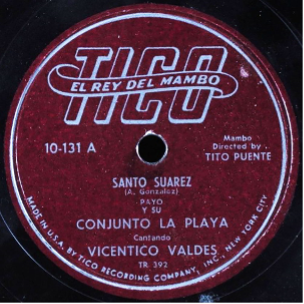 TICO
EL REY DEL MAMBO
10-131 A
Mambo
Directed by
TITO PUENTE
SANTO SUAREZ
(A. Gonzalez)
PAYO
Y SU
CONJUNTO LA PLAYA
Cantando
VICENTICO VALDES
TR 392
MADE IN U.S.A. BY TICO RECORDING COMPANY, INC., NEW YORK CITY